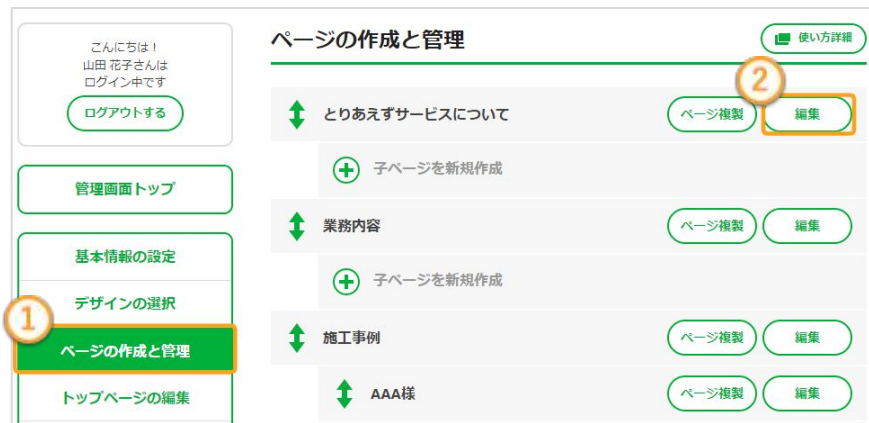 こんにちは！
山田 花子さんは
ログイン中です
ログアウトする
管理画面トップ
基本情報の設定
デザインの選択
1
ページの作成と管理
トップページの編集
ページの作成と管理
使い方詳細
2
とりあえずサービスについて
ページ複製
編集
子ページを新規作成
業務内容
ページ複製
編集
子ページを新規作成
施工事例
ページ複製
編集
AAA様
ページ複製
編集